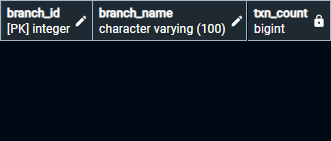 branch_id
[PK] integer
branch_name
character varying (100)
txn_count
bigint